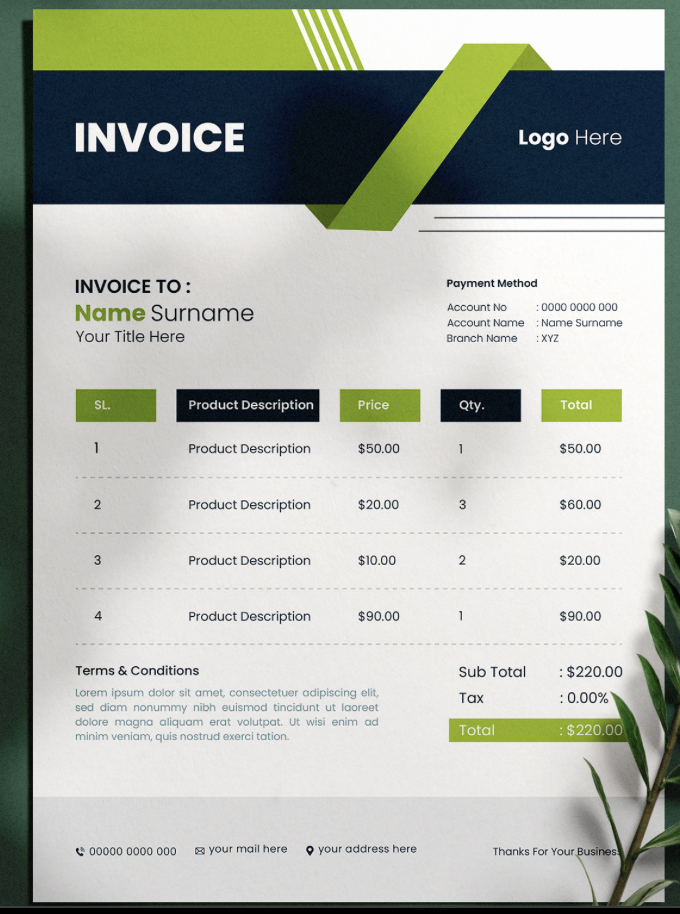 INVOICE
Logo Here
INVOICE TO :
Name Surname
Your Title Here
Payment Method
Account No : 0000 0000 000
Account Name : Name Surname
Branch Name : XYZ
SL. Product Description Price Qty. Total
1 Product Description $50.00 1 $50.00
2 Product Description $20.00 3 $60.00
3 Product Description $10.00 2 $20.00
4 Product Description $90.00 1 $90.00
Terms & Conditions
Lorem ipsum dolor sit amet, consectetuer adipiscing elit,
sed diam nonummy nibh euismod tincidunt ut laoreet
dolore magna aliquam erat volutpat. Ut wisi enim ad
minim veniam, quis nostrud exerci tation.
Sub Total : $220.00
Tax : 0.00%
Total : $220.00
00000 0000 000 your mail here your address here Thanks For Your Business